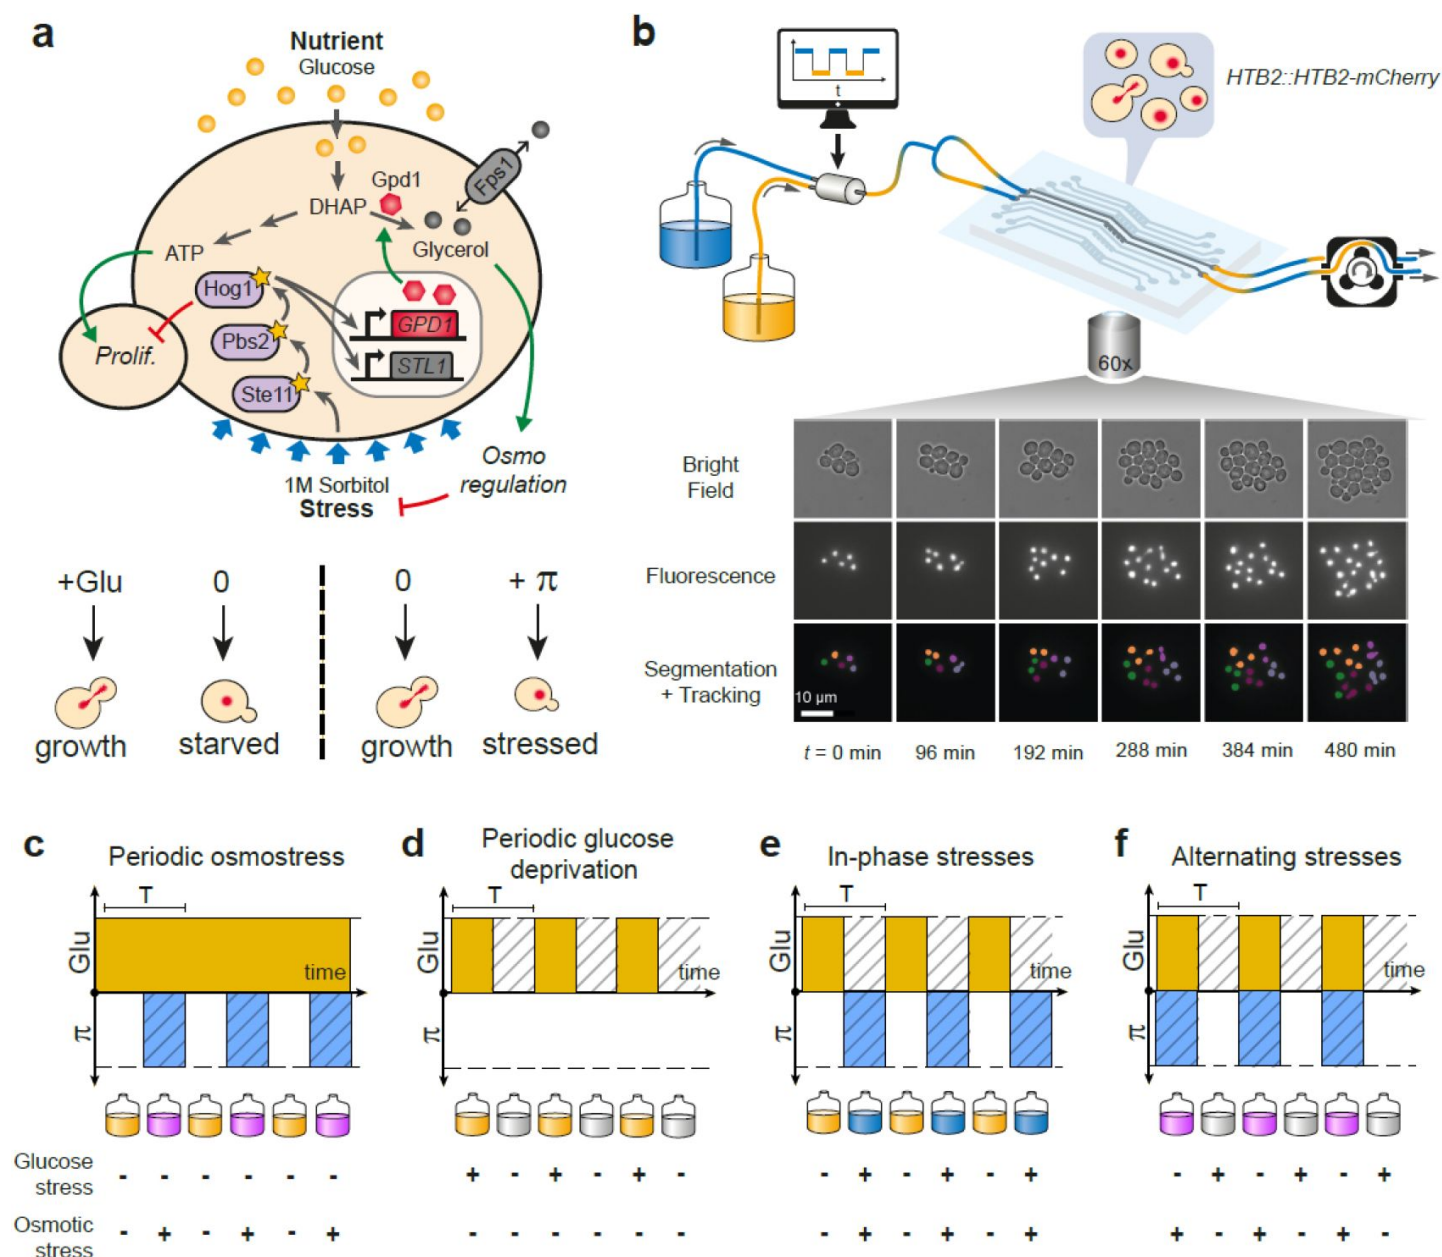 a
Nutrient
Glucose
Fps1
Gpd1
DHAP
Glycerol
ATP
Hog1
GPD1
Prolif.
Pbs2
STL1
Ste11
Osmo
regulation
1M Sorbitol
Stress
+Glu
0
0
+ π
growth
starved
growth
stressed
b
t
HTB2::HTB2-mCherry
60x
Bright
Field
Fluorescence
Segmentation
+ Tracking
10 µm
t = 0 min
96 min
192 min
288 min
384 min
480 min
c
Periodic osmostress
T
Glu
time
π
d
Periodic glucose
deprivation
T
Glu
time
π
e
In-phase stresses
T
Glu
time
π
f
Alternating stresses
T
Glu
time
π
Glucose
stress
- - - - - -
+ - + - + -
- + - + - +
- + - + - +
Osmotic
stress
- + - + - +
- - - - - -
- + - + - +
+ - + - + -